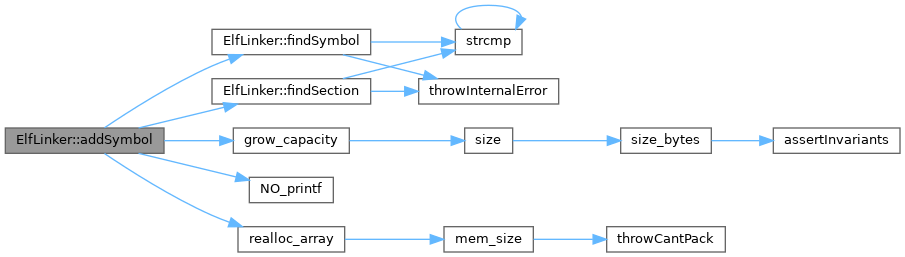 ElfLinker::findSymbol
strcmp
ElfLinker::findSection
throwInternalError
ElfLinker::addSymbol
grow_capacity
size
size_bytes
assertInvariants
NO_printf
realloc_array
mem_size
throwCantPack